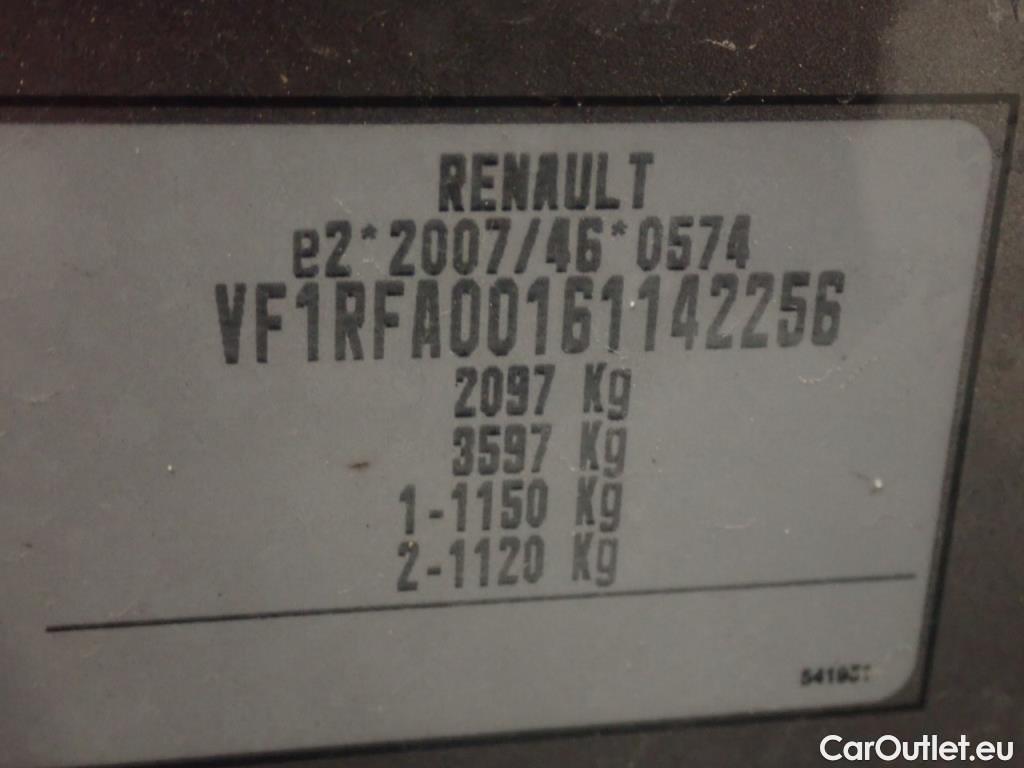 RENAULT
e2*2007/46*0574
VF1RFA00161142256
2097 Kg
3597 Kg
1-1150 Kg
2-1120 Kg
CarOutlet.eu